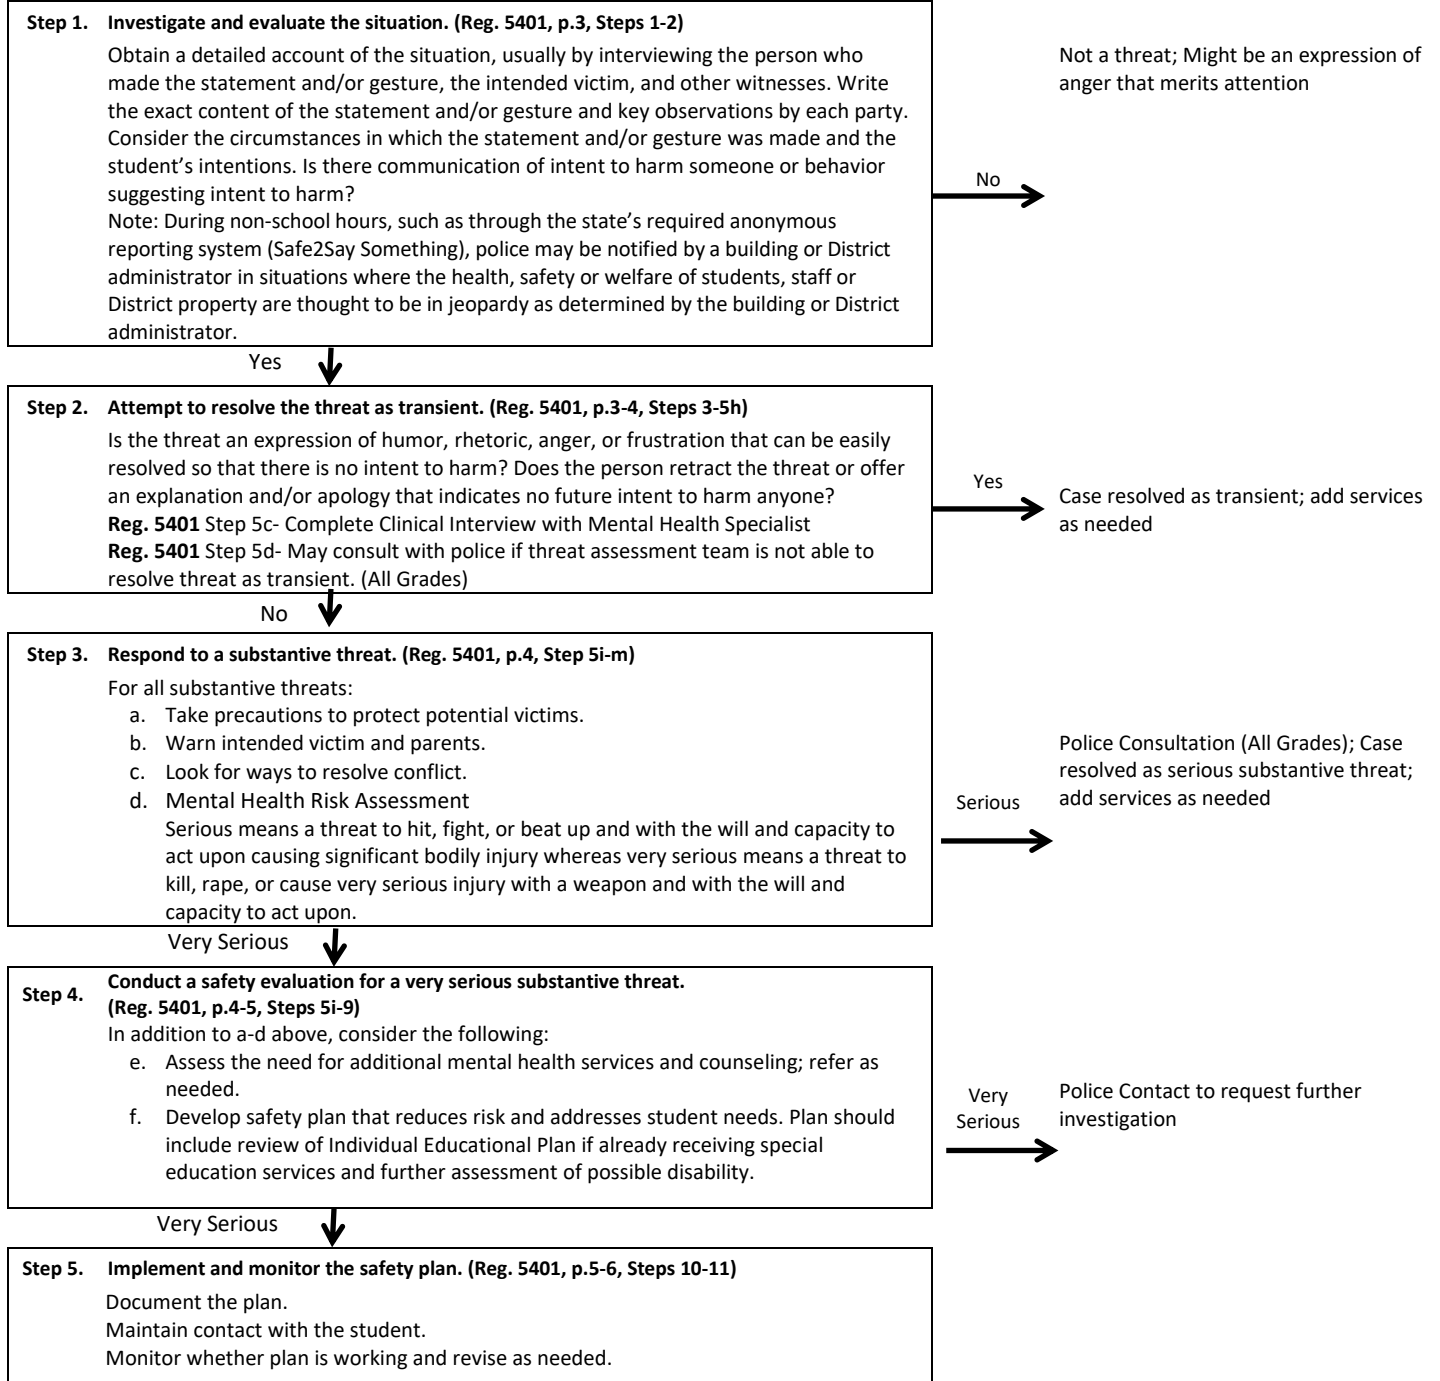 Step 1. Investigate and evaluate the situation. (Reg. 5401, p.3, Steps 1-2)
Obtain a detailed account of the situation, usually by interviewing the person who
made the statement and/or gesture, the intended victim, and other witnesses. Write
the exact content of the statement and/or gesture and key observations by each party.
Consider the circumstances in which the statement and/or gesture was made and the
student’s intentions. Is there communication of intent to harm someone or behavior
suggesting intent to harm?
Note: During non-school hours, such as through the state’s required anonymous
reporting system (Safe2Say Something), police may be notified by a building or District
administrator in situations where the health, safety or welfare of students, staff or
District property are thought to be in jeopardy as determined by the building or District
administrator.
No
Not a threat; Might be an expression of
anger that merits attention
Yes
Step 2. Attempt to resolve the threat as transient. (Reg. 5401, p.3-4, Steps 3-5h)
Is the threat an expression of humor, rhetoric, anger, or frustration that can be easily
resolved so that there is no intent to harm? Does the person retract the threat or offer
an explanation and/or apology that indicates no future intent to harm anyone?
Reg. 5401 Step 5c- Complete Clinical Interview with Mental Health Specialist
Reg. 5401 Step 5d- May consult with police if threat assessment team is not able to
resolve threat as transient. (All Grades)
Yes
Case resolved as transient; add services
as needed
No
Step 3. Respond to a substantive threat. (Reg. 5401, p.4, Step 5i-m)
For all substantive threats:
a. Take precautions to protect potential victims.
b. Warn intended victim and parents.
c. Look for ways to resolve conflict.
d. Mental Health Risk Assessment
Serious means a threat to hit, fight, or beat up and with the will and capacity to
act upon causing significant bodily injury whereas very serious means a threat to
kill, rape, or cause very serious injury with a weapon and with the will and
capacity to act upon.
Serious
Police Consultation (All Grades); Case
resolved as serious substantive threat;
add services as needed
Very Serious
Step 4. Conduct a safety evaluation for a very serious substantive threat.
(Reg. 5401, p.4-5, Steps 5i-9)
In addition to a-d above, consider the following:
e. Assess the need for additional mental health services and counseling; refer as
needed.
f. Develop safety plan that reduces risk and addresses student needs. Plan should
include review of Individual Educational Plan if already receiving special
education services and further assessment of possible disability.
Very
Serious
Police Contact to request further
investigation
Very Serious
Step 5. Implement and monitor the safety plan. (Reg. 5401, p.5-6, Steps 10-11)
Document the plan.
Maintain contact with the student.
Monitor whether plan is working and revise as needed.